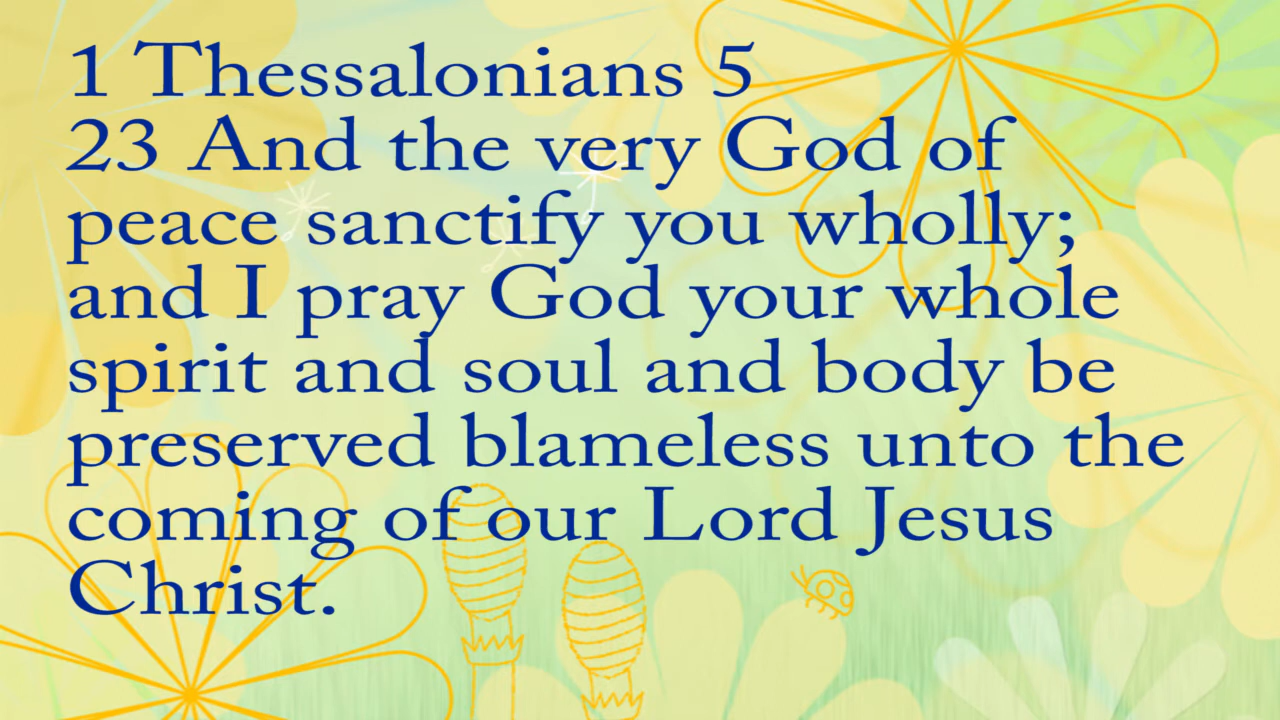 1 Thessalonians 5
23 And the very God of
peace sanctify you wholly;
and I pray God your whole
spirit and soul and body be
preserved blameless unto the
coming of our Lord Jesus
Christ.